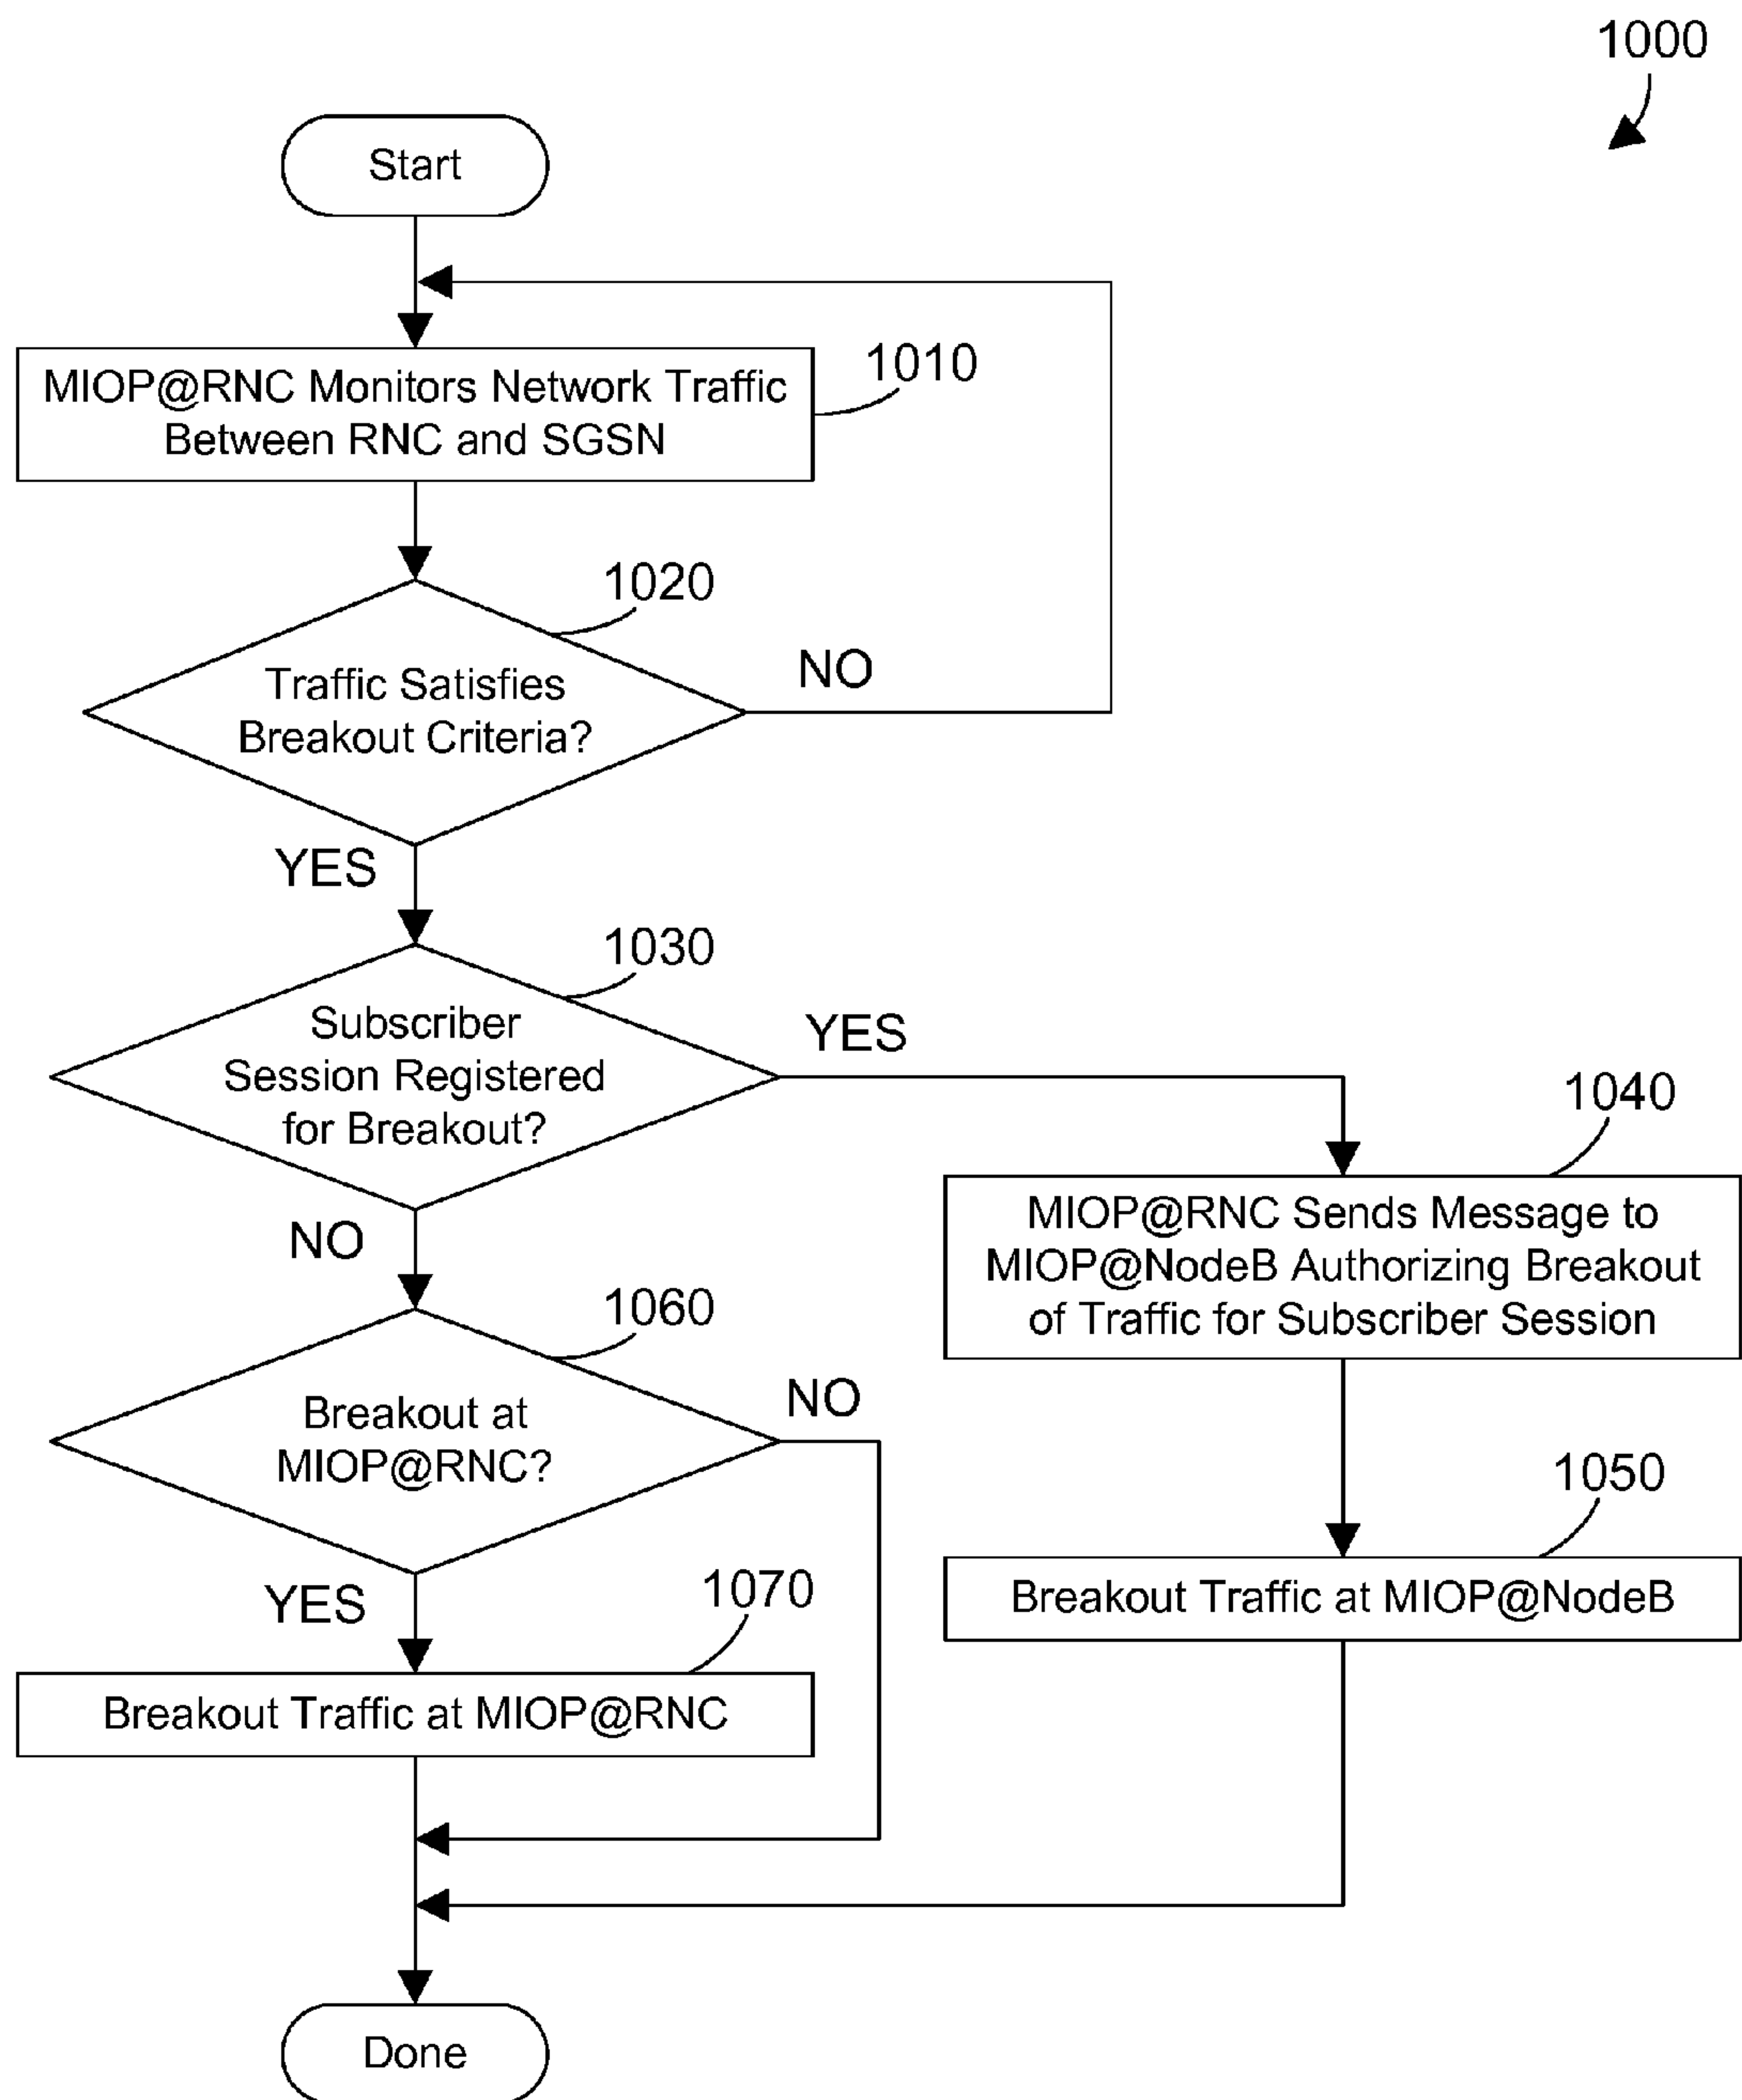 1000
Start
MIOP@RNC Monitors Network Traffic
Between RNC and SGSN
1010
1020
Traffic Satisfies
Breakout Criteria?
NO
YES
1030
Subscriber
Session Registered
for Breakout?
YES
1040
MIOP@RNC Sends Message to
MIOP@NodeB Authorizing Breakout
of Traffic for Subscriber Session
NO
1060
Breakout at
MIOP@RNC?
NO
1050
Breakout Traffic at MIOP@NodeB
YES
1070
Breakout Traffic at MIOP@RNC
Done